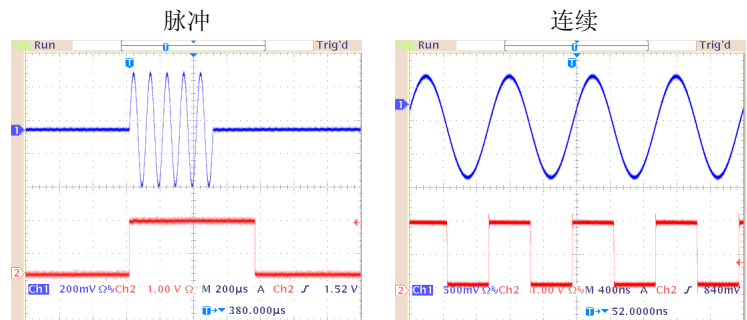 脉冲
连续
Run
Trig'd
T
T
1
2
Ch1 200mV Ω Ch2 1.00 V Ω M 200µs A Ch2 ʃ 1.52 V
T→▼ 380.000µs
Run
Trig'd
T
T
1
2
Ch1 500mV Ω Ch2 1.00 V Ω M 400ns A Ch2 ʃ 840mV
T→▼ 52.0000ns